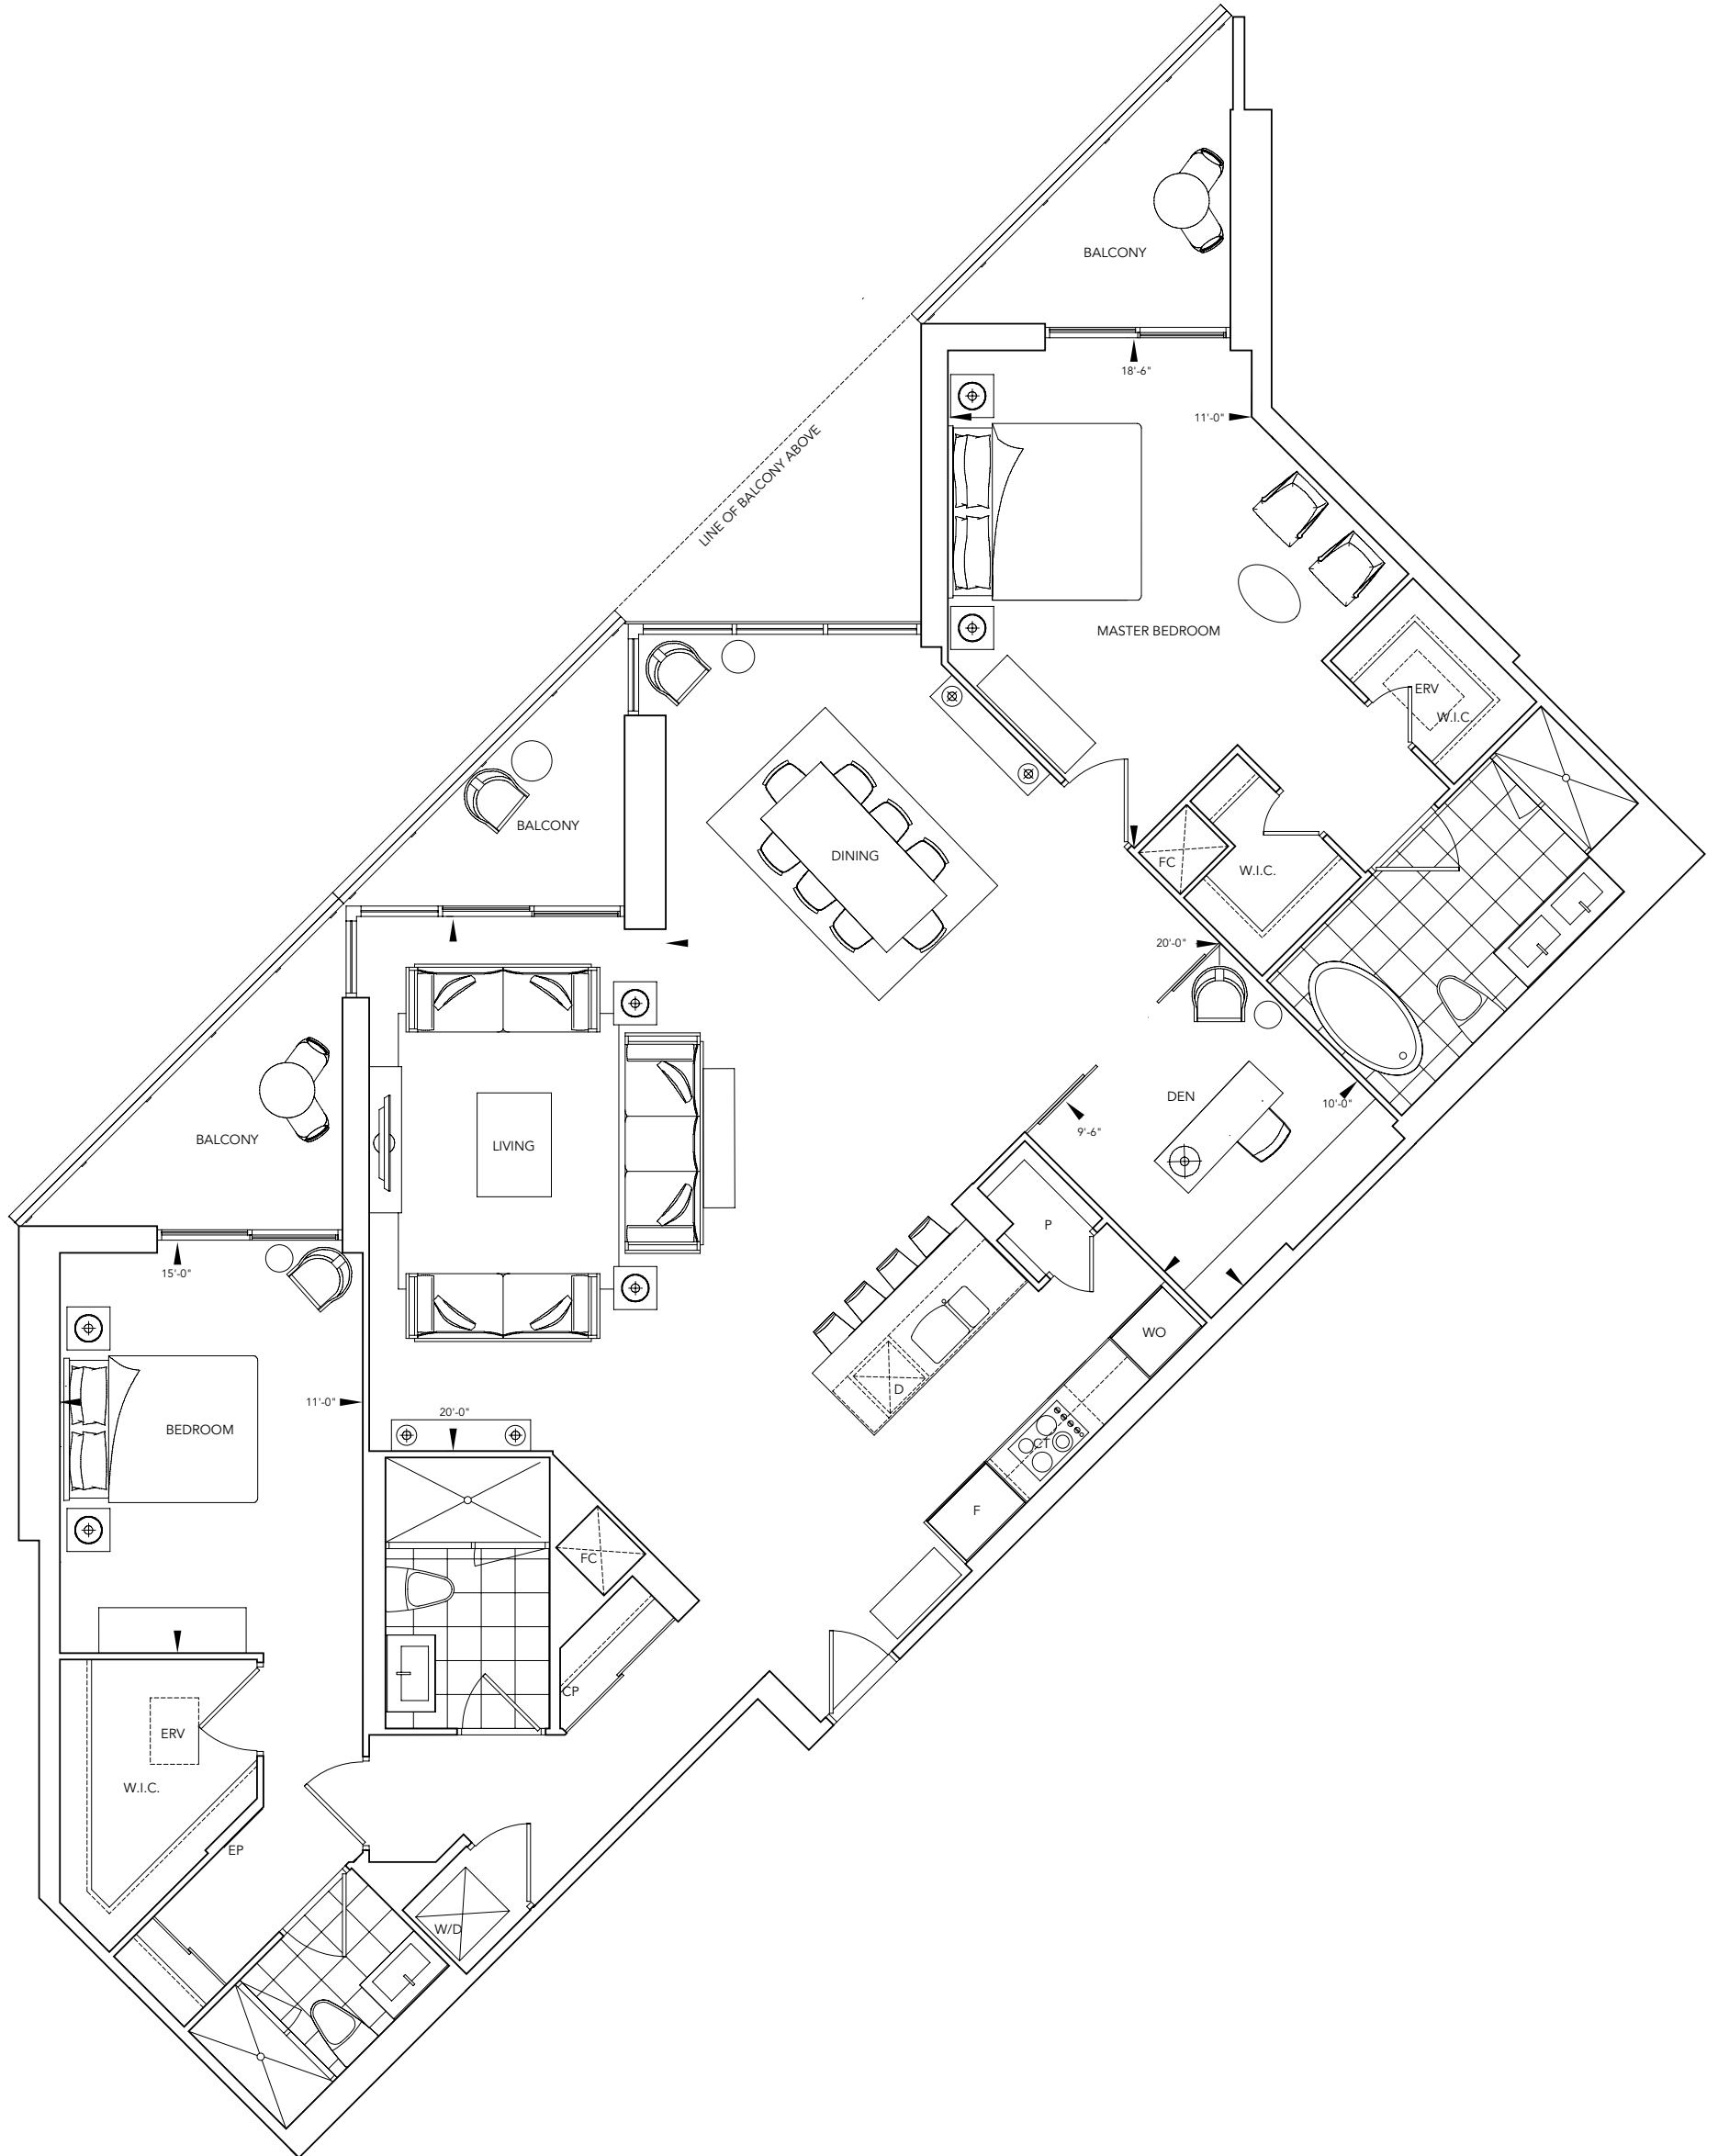 BALCONY
18'-6"
11'-0"
LINE OF BALCONY ABOVE
MASTER BEDROOM
ERV
W.I.C.
BALCONY
DINING
FC
W.I.C.
20'-0"
DEN
10'-0"
9'-6"
BALCONY
LIVING
P
15'-0"
WO
D
11'-0"
20'-0"
BEDROOM
CT
F
FC
CP
ERV
W.I.C.
EP
W/D